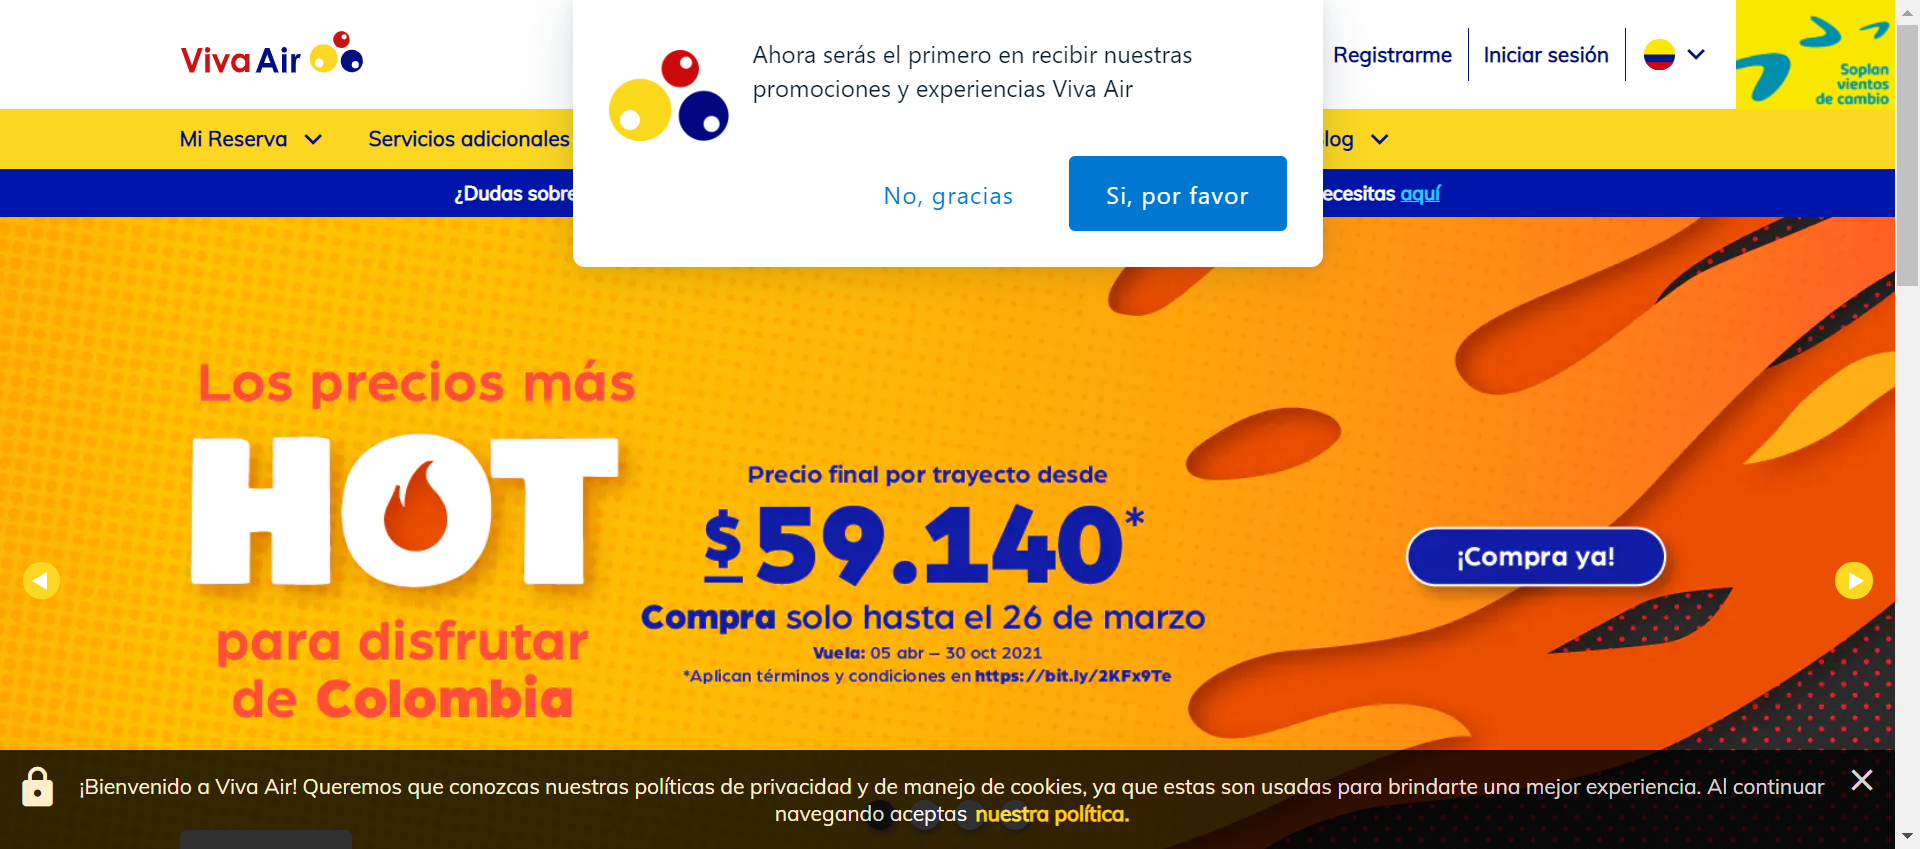 Viva Air
Ahora serás el primero en recibir nuestras
promociones y experiencias Viva Air
No, gracias
Si, por favor
Registrarme
Iniciar sesión
Soplan
vientos
de cambio
Mi Reserva
Servicios adicionales
log
¿Dudas sobre
ecesitas aquí
Los precios más
HOT
para disfrutar
de Colombia
Precio final por trayecto desde
$59.140*
Compra solo hasta el 26 de marzo
Vuela: 05 abr – 30 oct 2021
*Aplican términos y condiciones en https://bit.ly/2KFx9Te
¡Compra ya!
¡Bienvenido a Viva Air! Queremos que conozcas nuestras políticas de privacidad y de manejo de cookies, ya que estas son usadas para brindarte una mejor experiencia. Al continuar
navegando aceptas nuestra política.